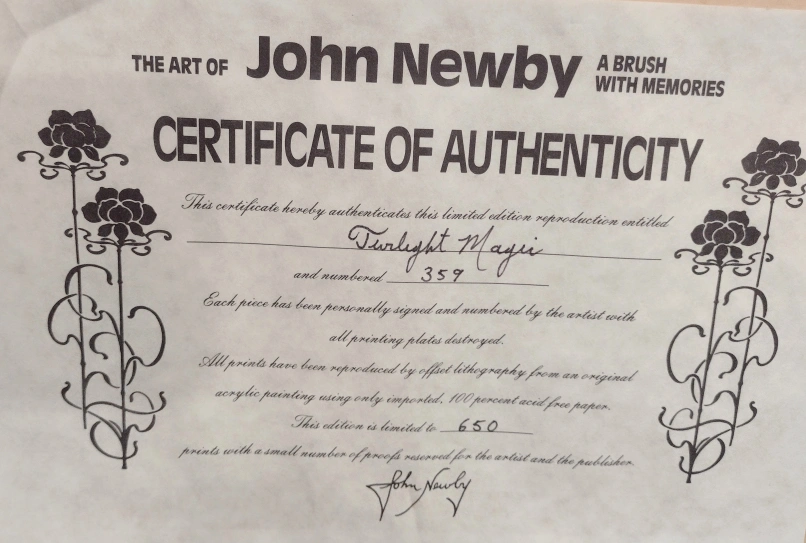 THE ART OF John Newby A BRUSH WITH MEMORIES
CERTIFICATE OF AUTHENTICITY
This certificate hereby authenticates this limited edition reproduction entitled
Twilight Magic
and numbered 359
Each piece has been personally signed and numbered by the artist with
all printing plates destroyed.
All prints have been reproduced by offset lithography from an original
acrylic painting using only imported, 100 percent acid free paper.
This edition is limited to 650
prints with a small number of proofs reserved for the artist and the publisher.
John Newby